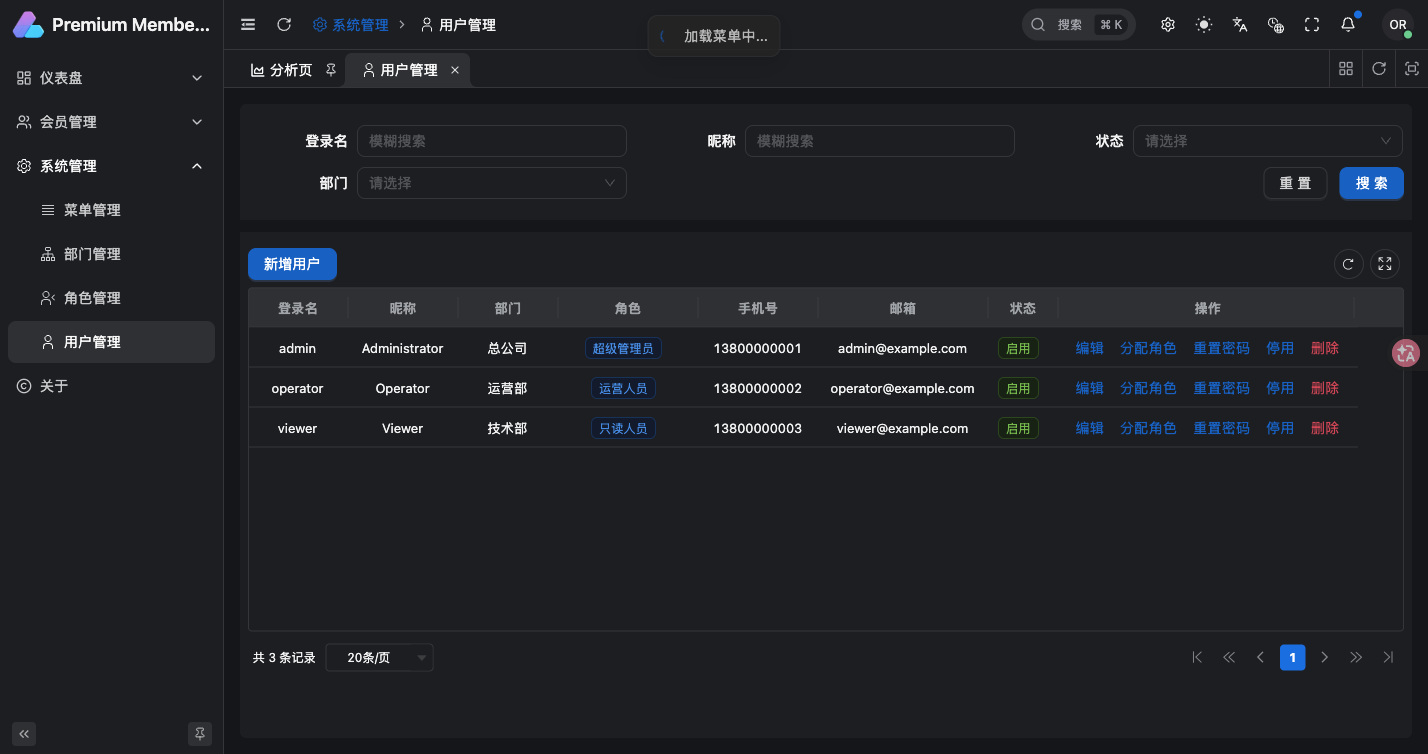 Premium Membe...
系统管理 > 用户管理
加载菜单中...
搜索 ⌘ K
OR
仪表盘
会员管理
系统管理
菜单管理
部门管理
角色管理
用户管理
关于
分析页 用户管理 ×
登录名 模糊搜索 昵称 模糊搜索 状态 请选择
部门 请选择 重 置 搜 索
新增用户
登录名 昵称 部门 角色 手机号 邮箱 状态 操作
admin Administrator 总公司 超级管理员 13800000001 admin@example.com 启用 编辑 分配角色 重置密码 停用 删除
operator Operator 运营部 运营人员 13800000002 operator@example.com 启用 编辑 分配角色 重置密码 停用 删除
viewer Viewer 技术部 只读人员 13800000003 viewer@example.com 启用 编辑 分配角色 重置密码 停用 删除
共 3 条记录 20条/页 1